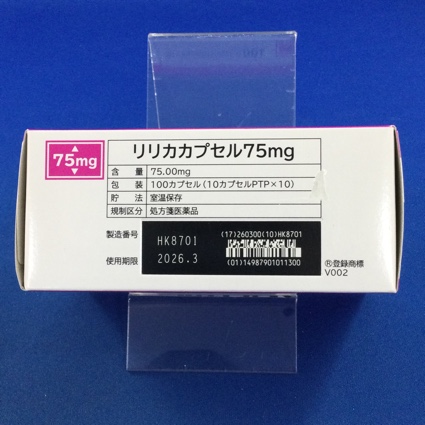 75mg
リリカカプセル75mg
含 量 75.00mg
包 装 100カプセル(10カプセルPTP×10)
貯 法 室温保存
規制区分 処方箋医薬品
製造番号 HK8701
使用期限 2026.3
(17)260300(10)HK8701
(01)14987901011300
®登録商標
V002